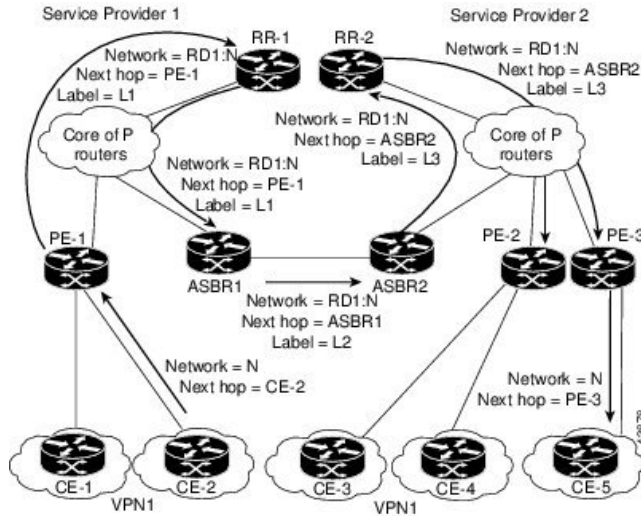 Service Provider 1
Service Provider 2
RR-1
RR-2
Network = RD1:N
Next hop = PE-1
Label = L1
Network = RD1:N
Next hop = ASBR2
Label = L3
Core of P
routers
Network = RD1:N
Next hop = ASBR2
Label = L3
Core of P
routers
Network = RD1:N
Next hop = PE-1
Label = L1
PE-1
PE-2
PE-3
ASBR1
ASBR2
Network = RD1:N
Next hop = ASBR1
Label = L2
Network = N
Next hop = CE-2
Network = N
Next hop = PE-3
CE-1
CE-2
CE-3
CE-4
CE-5
VPN1
VPN1